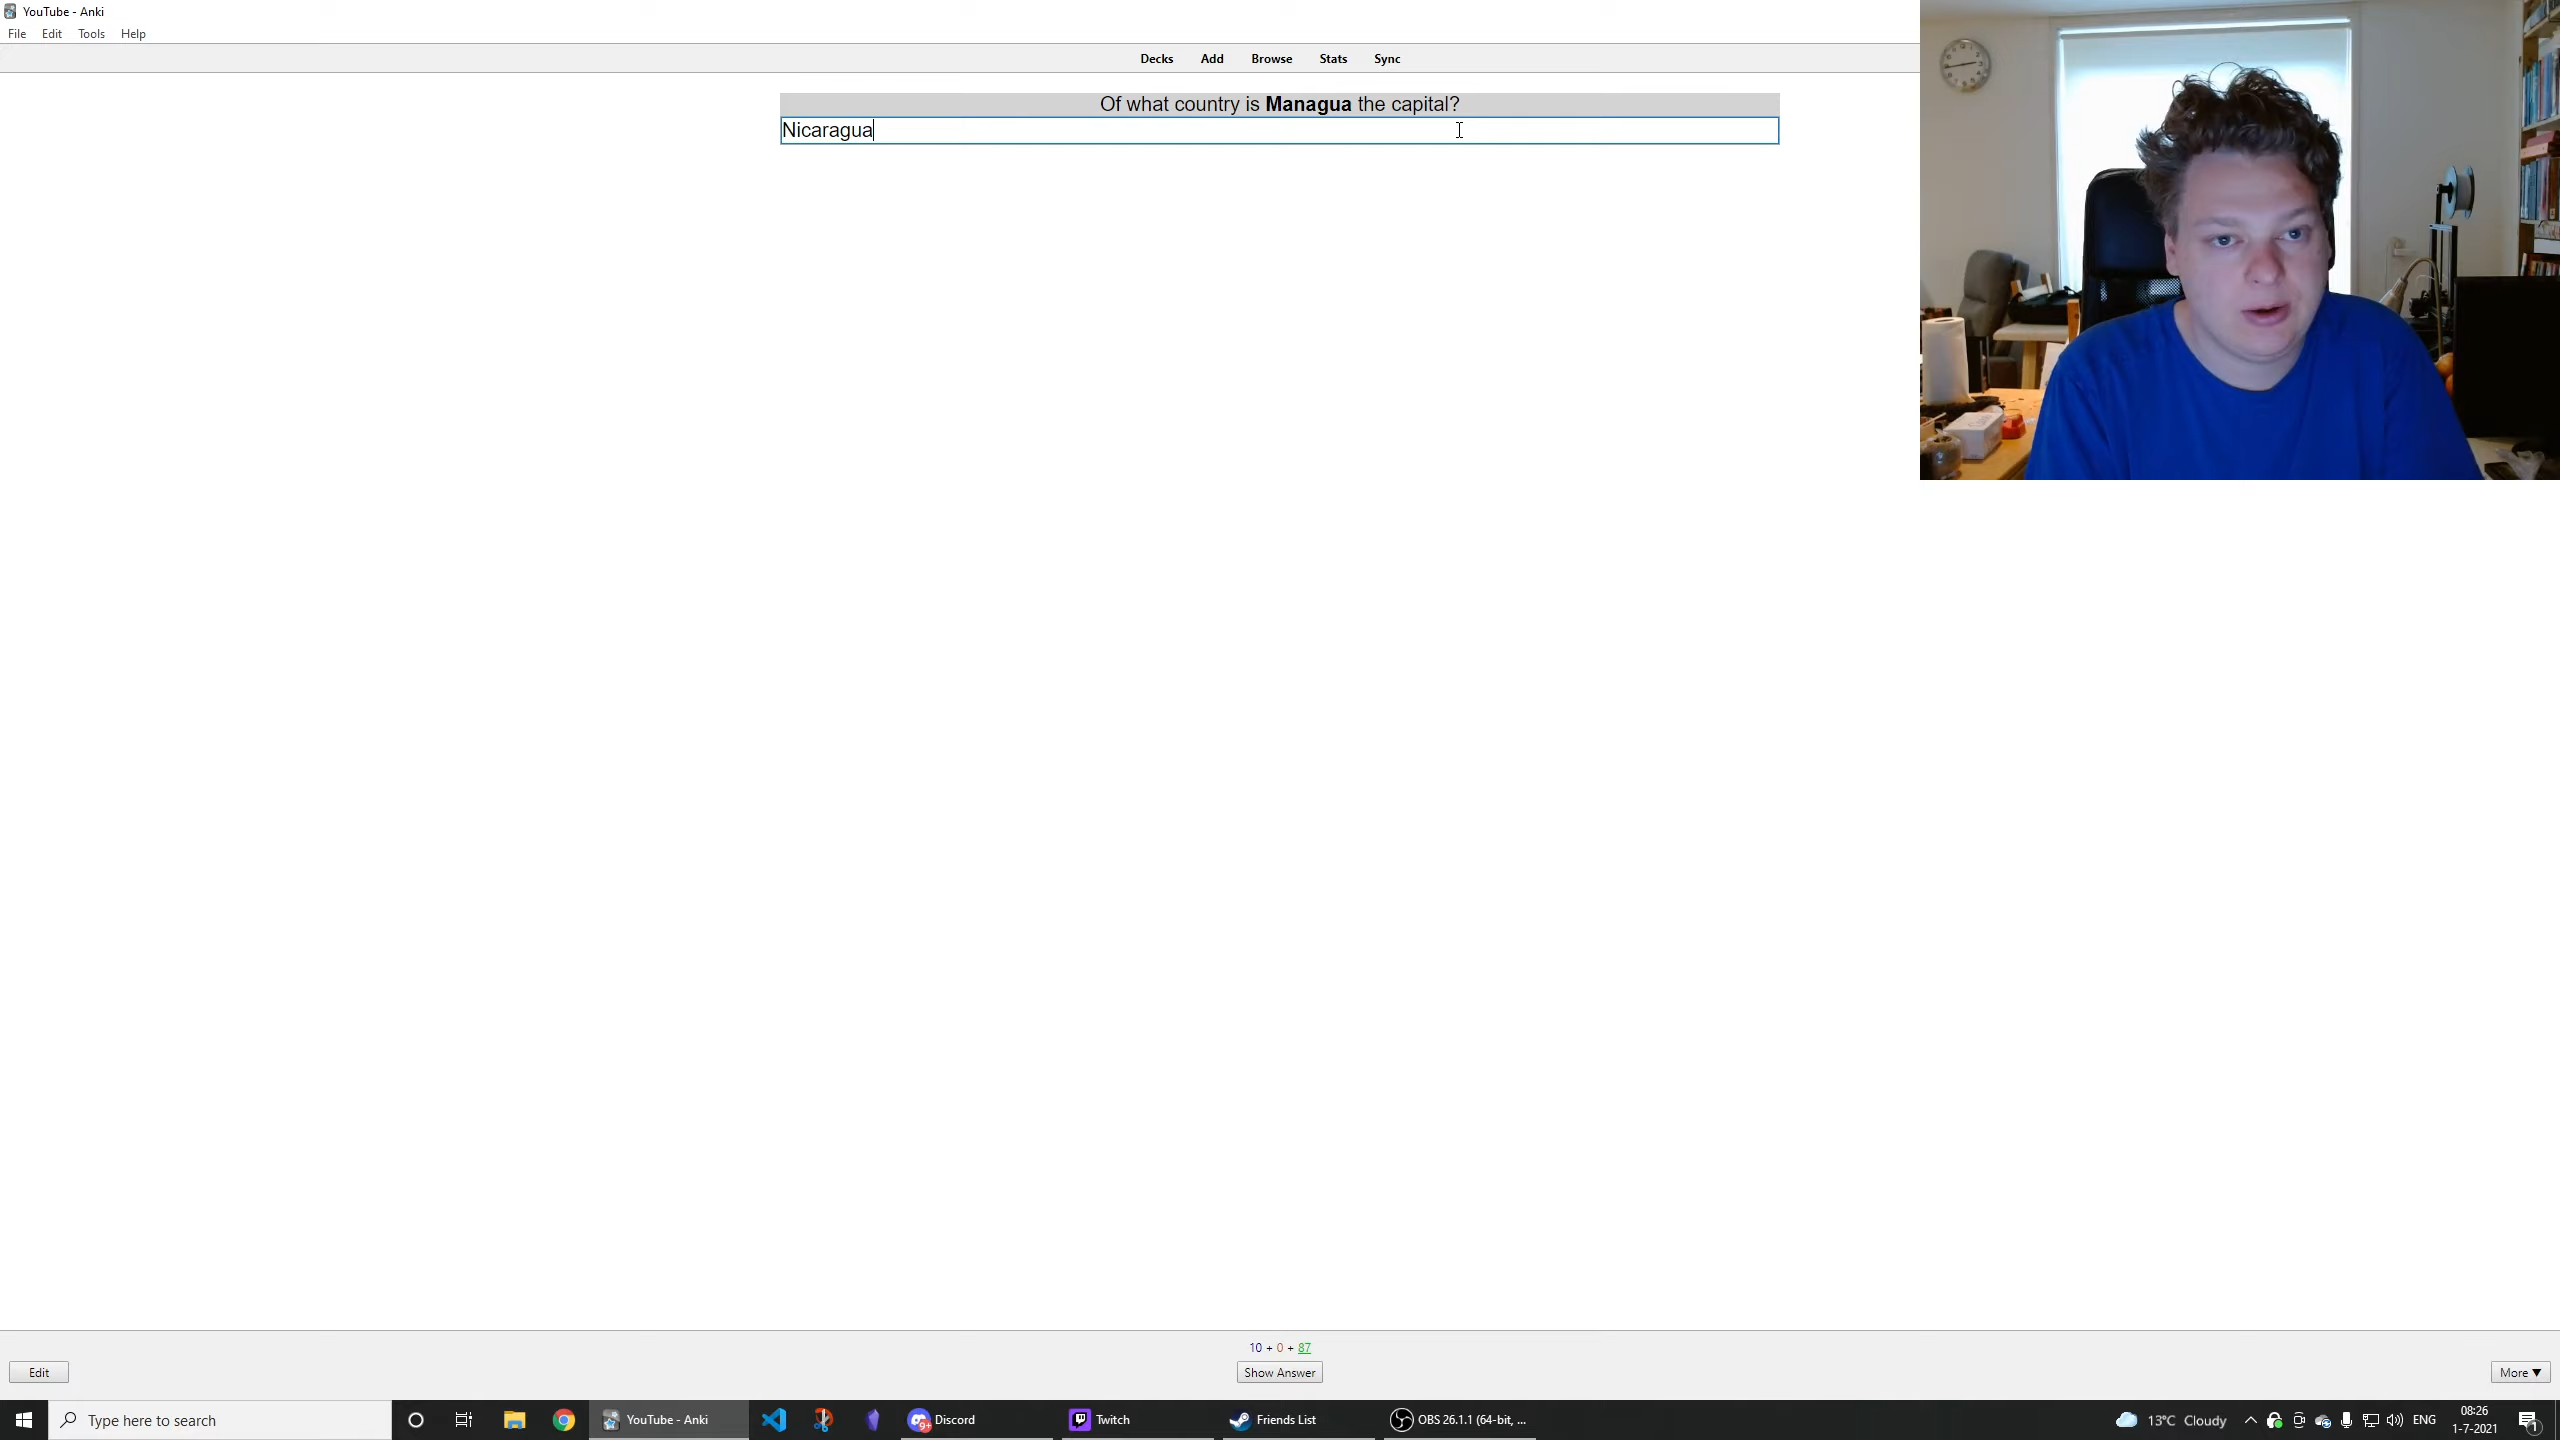 YouTube - Anki
File Edit Tools Help
Decks Add Browse Stats Sync
Of what country is Managua the capital?
Nicaragua
10 + 0 + 87
Edit Show Answer More ▼
Type here to search
YouTube - Anki
9+ Discord
Twitch
Friends List
OBS 26.1.1 (64-bit, ...
13°C Cloudy
ENG
08:26
1-7-2021
1